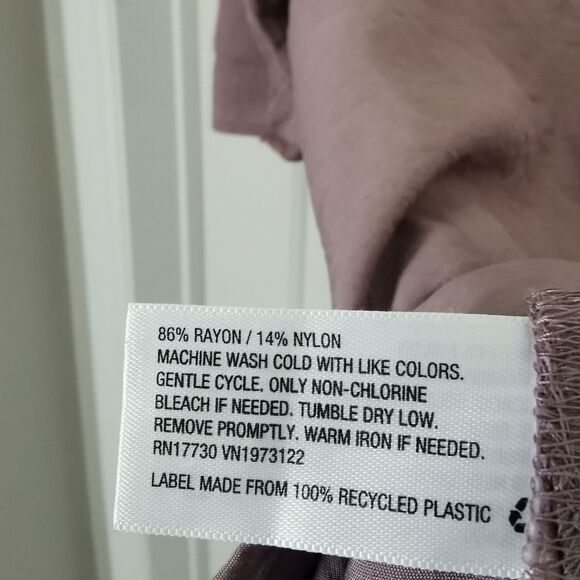 86% RAYON / 14% NYLON
MACHINE WASH COLD WITH LIKE COLORS.
GENTLE CYCLE. ONLY NON-CHLORINE
BLEACH IF NEEDED. TUMBLE DRY LOW.
REMOVE PROMPTLY. WARM IRON IF NEEDED.
RN17730 VN1973122
LABEL MADE FROM 100% RECYCLED PLASTIC